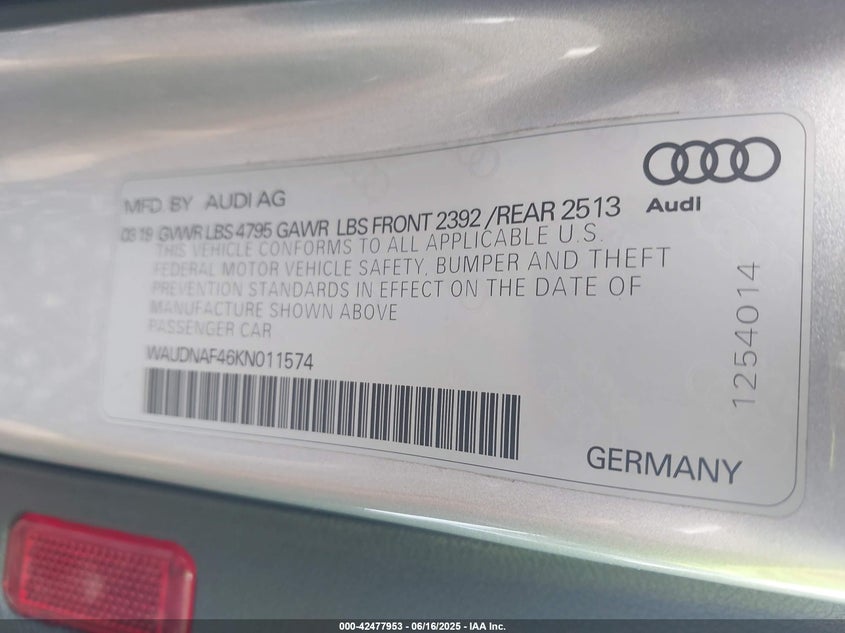 MFD. BY AUDI AG
03 19 GVWR LBS 4795 GAWR LBS FRONT 2392 /REAR 2513
THIS VEHICLE CONFORMS TO ALL APPLICABLE U.S.
FEDERAL MOTOR VEHICLE SAFETY, BUMPER AND THEFT
PREVENTION STANDARDS IN EFFECT ON THE DATE OF
MANUFACTURE SHOWN ABOVE
PASSENGER CAR
WAUDNAF46KN011574
Audi
1254014
GERMANY
000-42477953 - 06/16/2025 - IAA Inc.